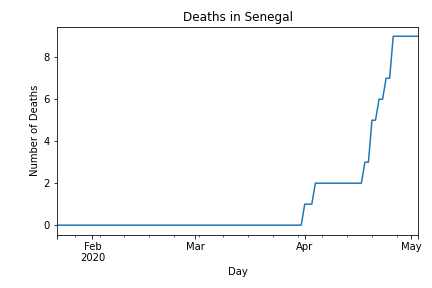 Deaths in Senegal
Number of Deaths
8
6
4
2
0
Feb
2020
Mar
Apr
May
Day